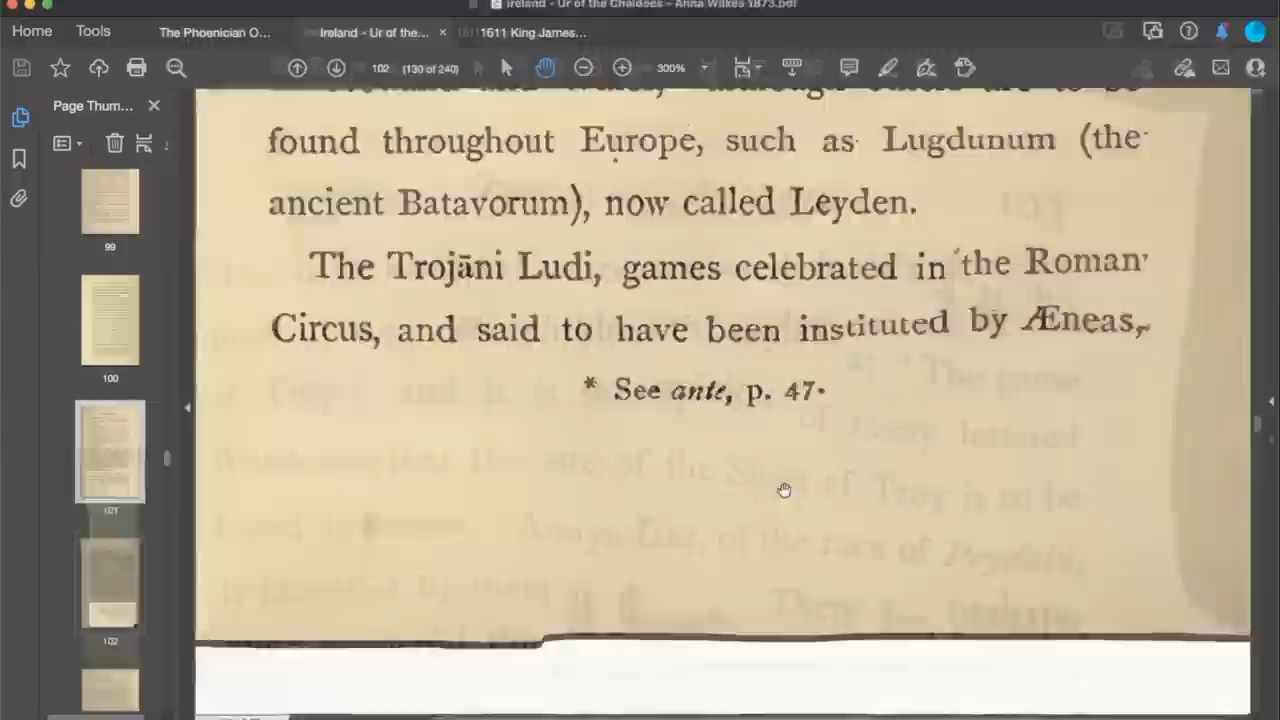 Ireland - Ur of the Chaldees - Anna Wilkes 1873.pdf
Home Tools The Phoenician O... Ireland - Ur of the... × 1611 King James...
102 (130 of 240) 300%
Page Thum... ×
found throughout Europe, such as Lugdunum (the
ancient Batavorum), now called Leyden.
The Trojāni Ludi, games celebrated in the Roman
Circus, and said to have been instituted by Æneas,
* See ante, p. 47.
99
100
101
102